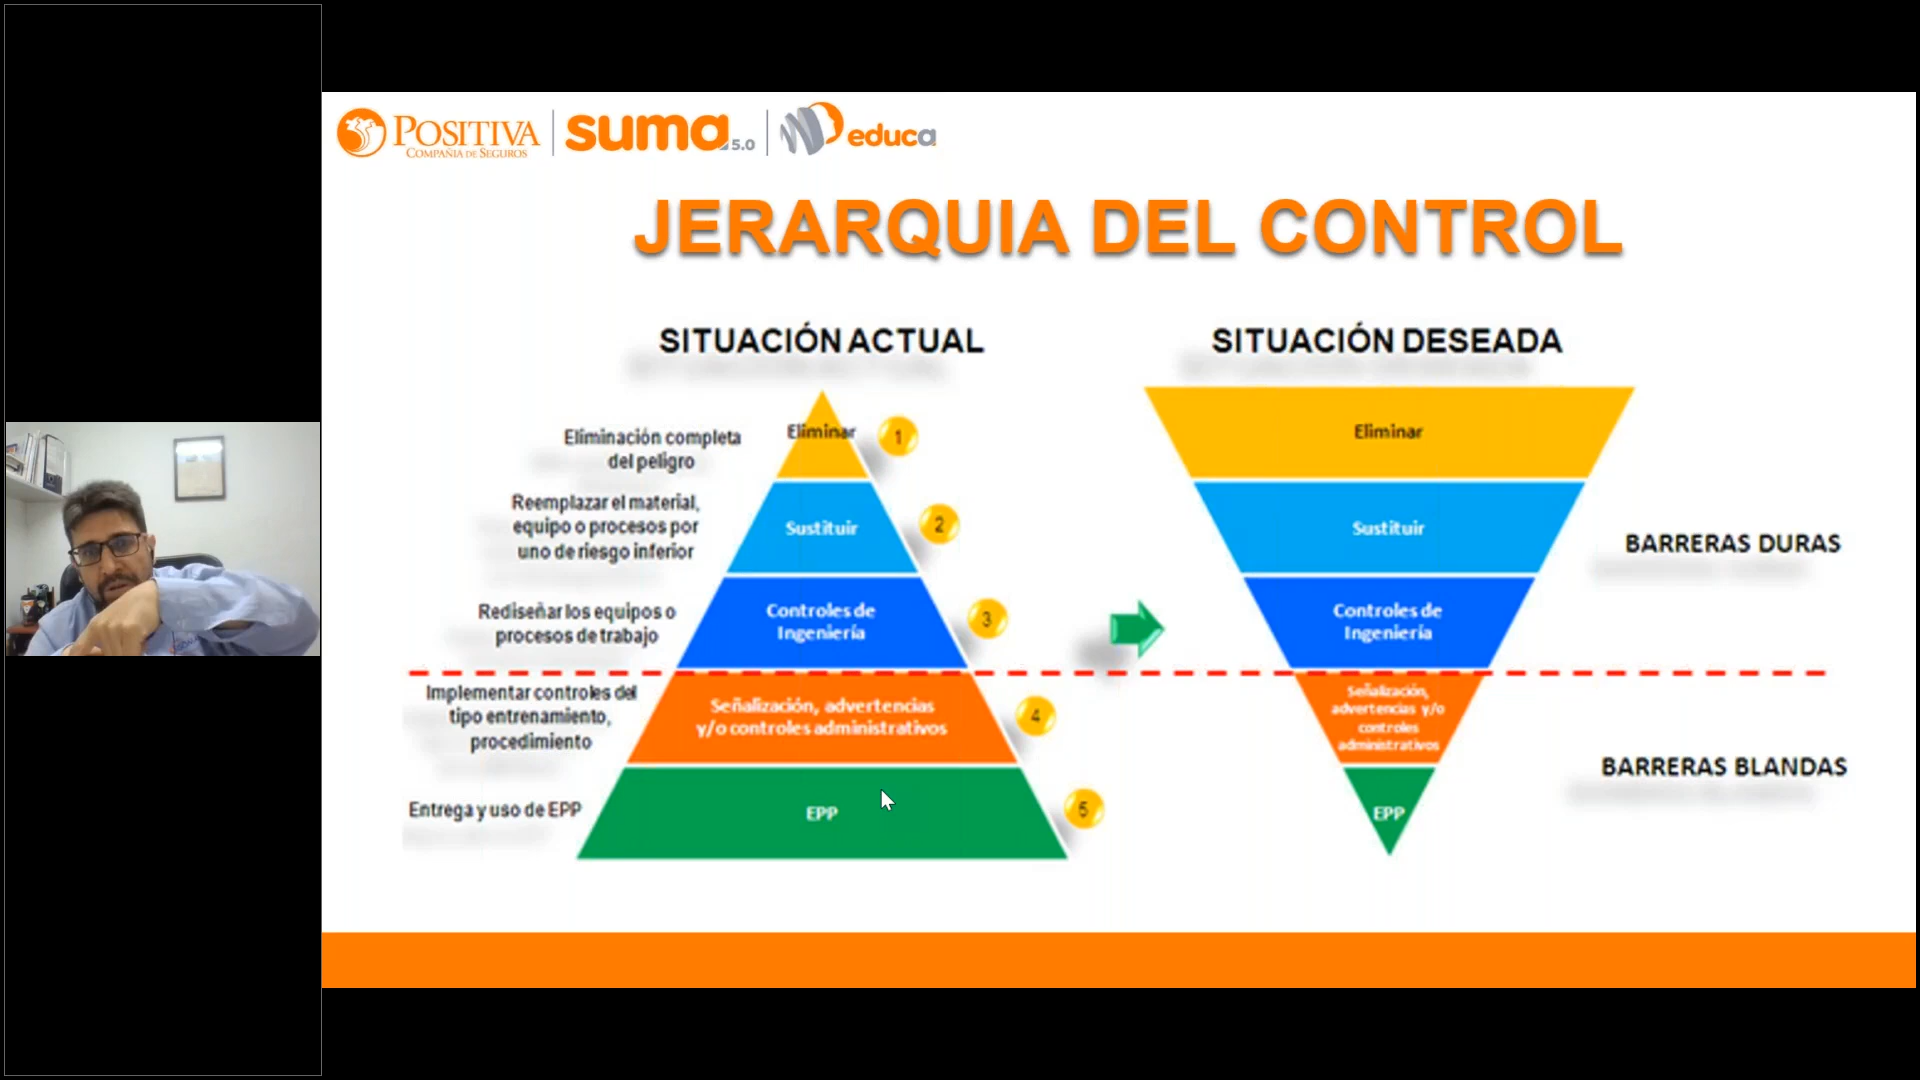 POSITIVA
COMPAÑIA DE SEGUROS
suma 5.0
educa
JERARQUIA DEL CONTROL
SITUACIÓN ACTUAL
Eliminación completa
del peligro
Eliminar
1
Reemplazar el material,
equipo o procesos por
uno de riesgo inferior
Sustituir
2
Rediseñar los equipos o
procesos de trabajo
Controles de
Ingeniería
3
Implementar controles del
tipo entrenamiento,
procedimiento
Señalización, advertencias
y/o controles administrativos
4
Entrega y uso de EPP
EPP
5
SITUACIÓN DESEADA
Eliminar
Sustituir
Controles de
Ingeniería
Señalización,
advertencias y/o
controles
administrativos
EPP
BARRERAS DURAS
BARRERAS BLANDAS